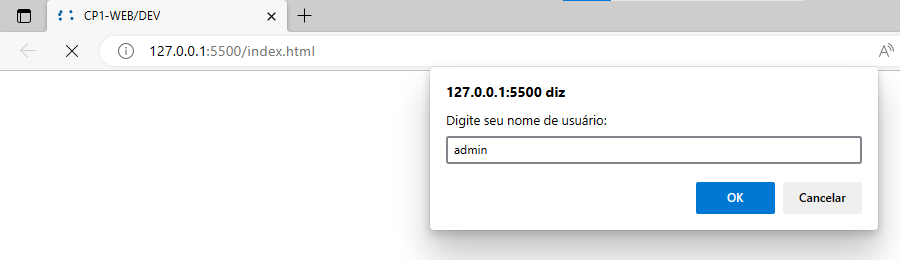 CP1-WEB/DEV
127.0.0.1:5500/index.html
A
127.0.0.1:5500 diz
Digite seu nome de usuário:
admin
OK
Cancelar